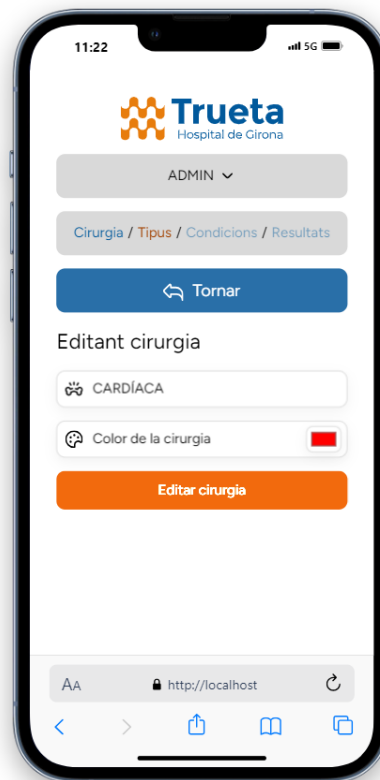 11:22 5G
Trueta
Hospital de Girona
ADMIN
Cirurgia / Tipus / Condicions / Resultats
Tornar
Editant cirurgia
CARDÍACA
Color de la cirurgia
Editar cirurgia
AA http://localhost